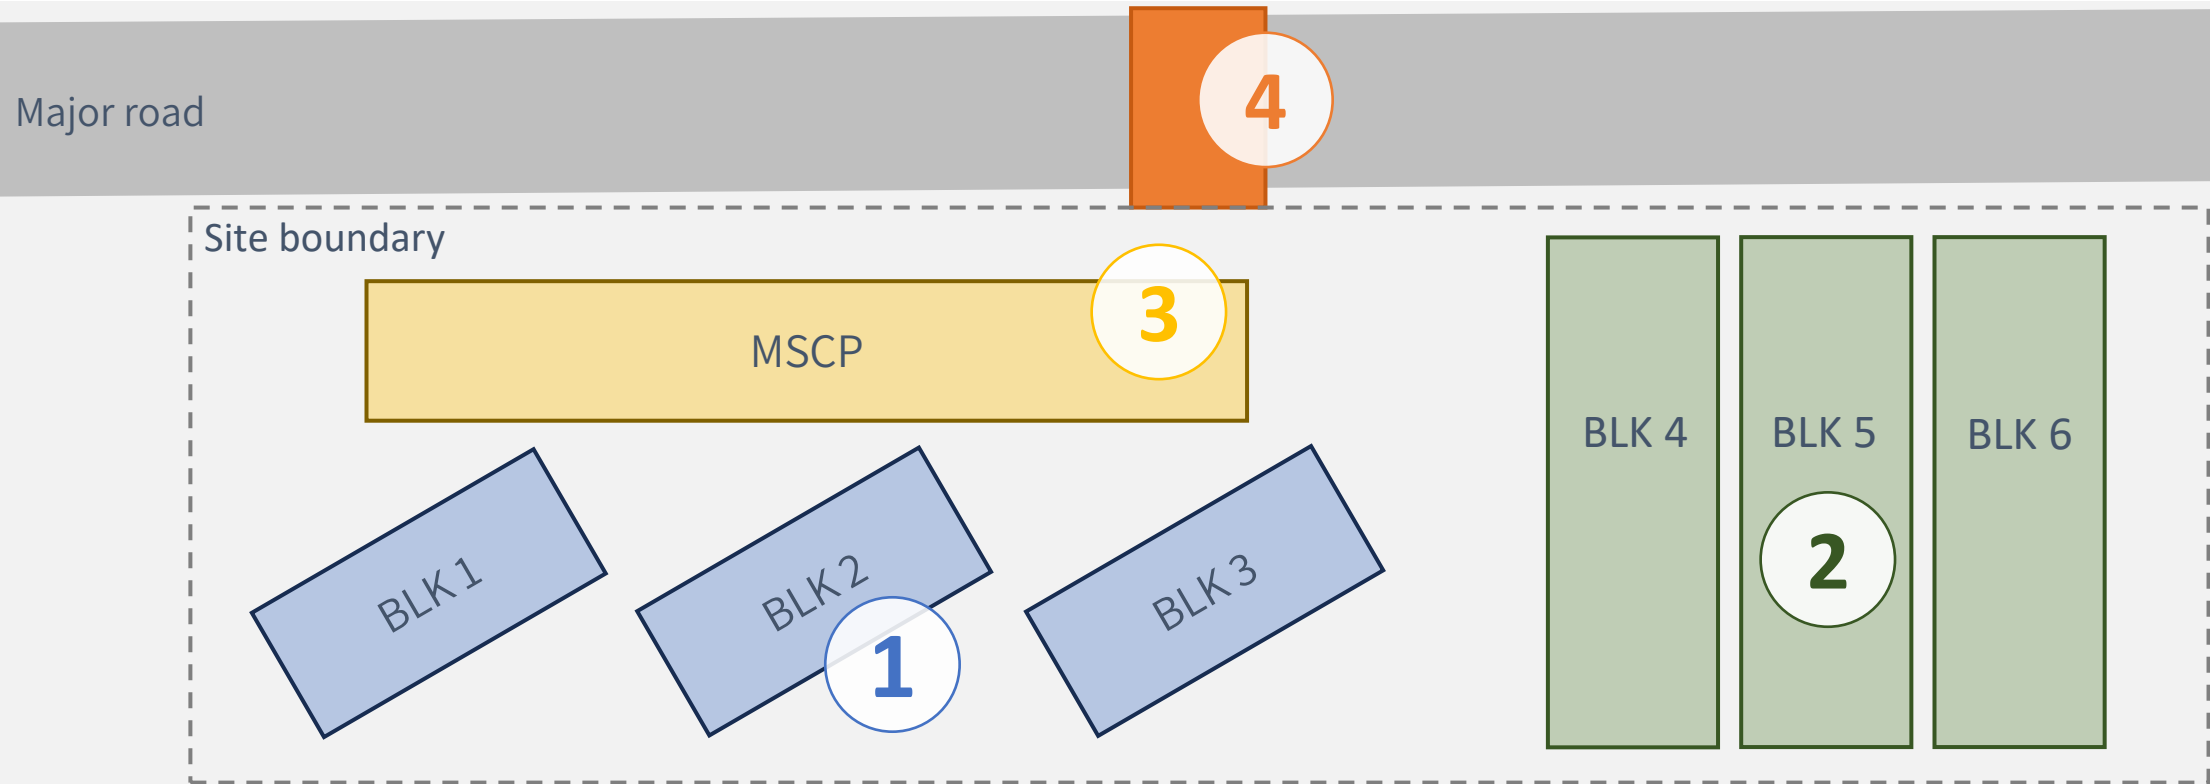 Major road
4
Site boundary
3
MSCP
BLK 1
BLK 2
BLK 3
1
BLK 4
BLK 5
BLK 6
2